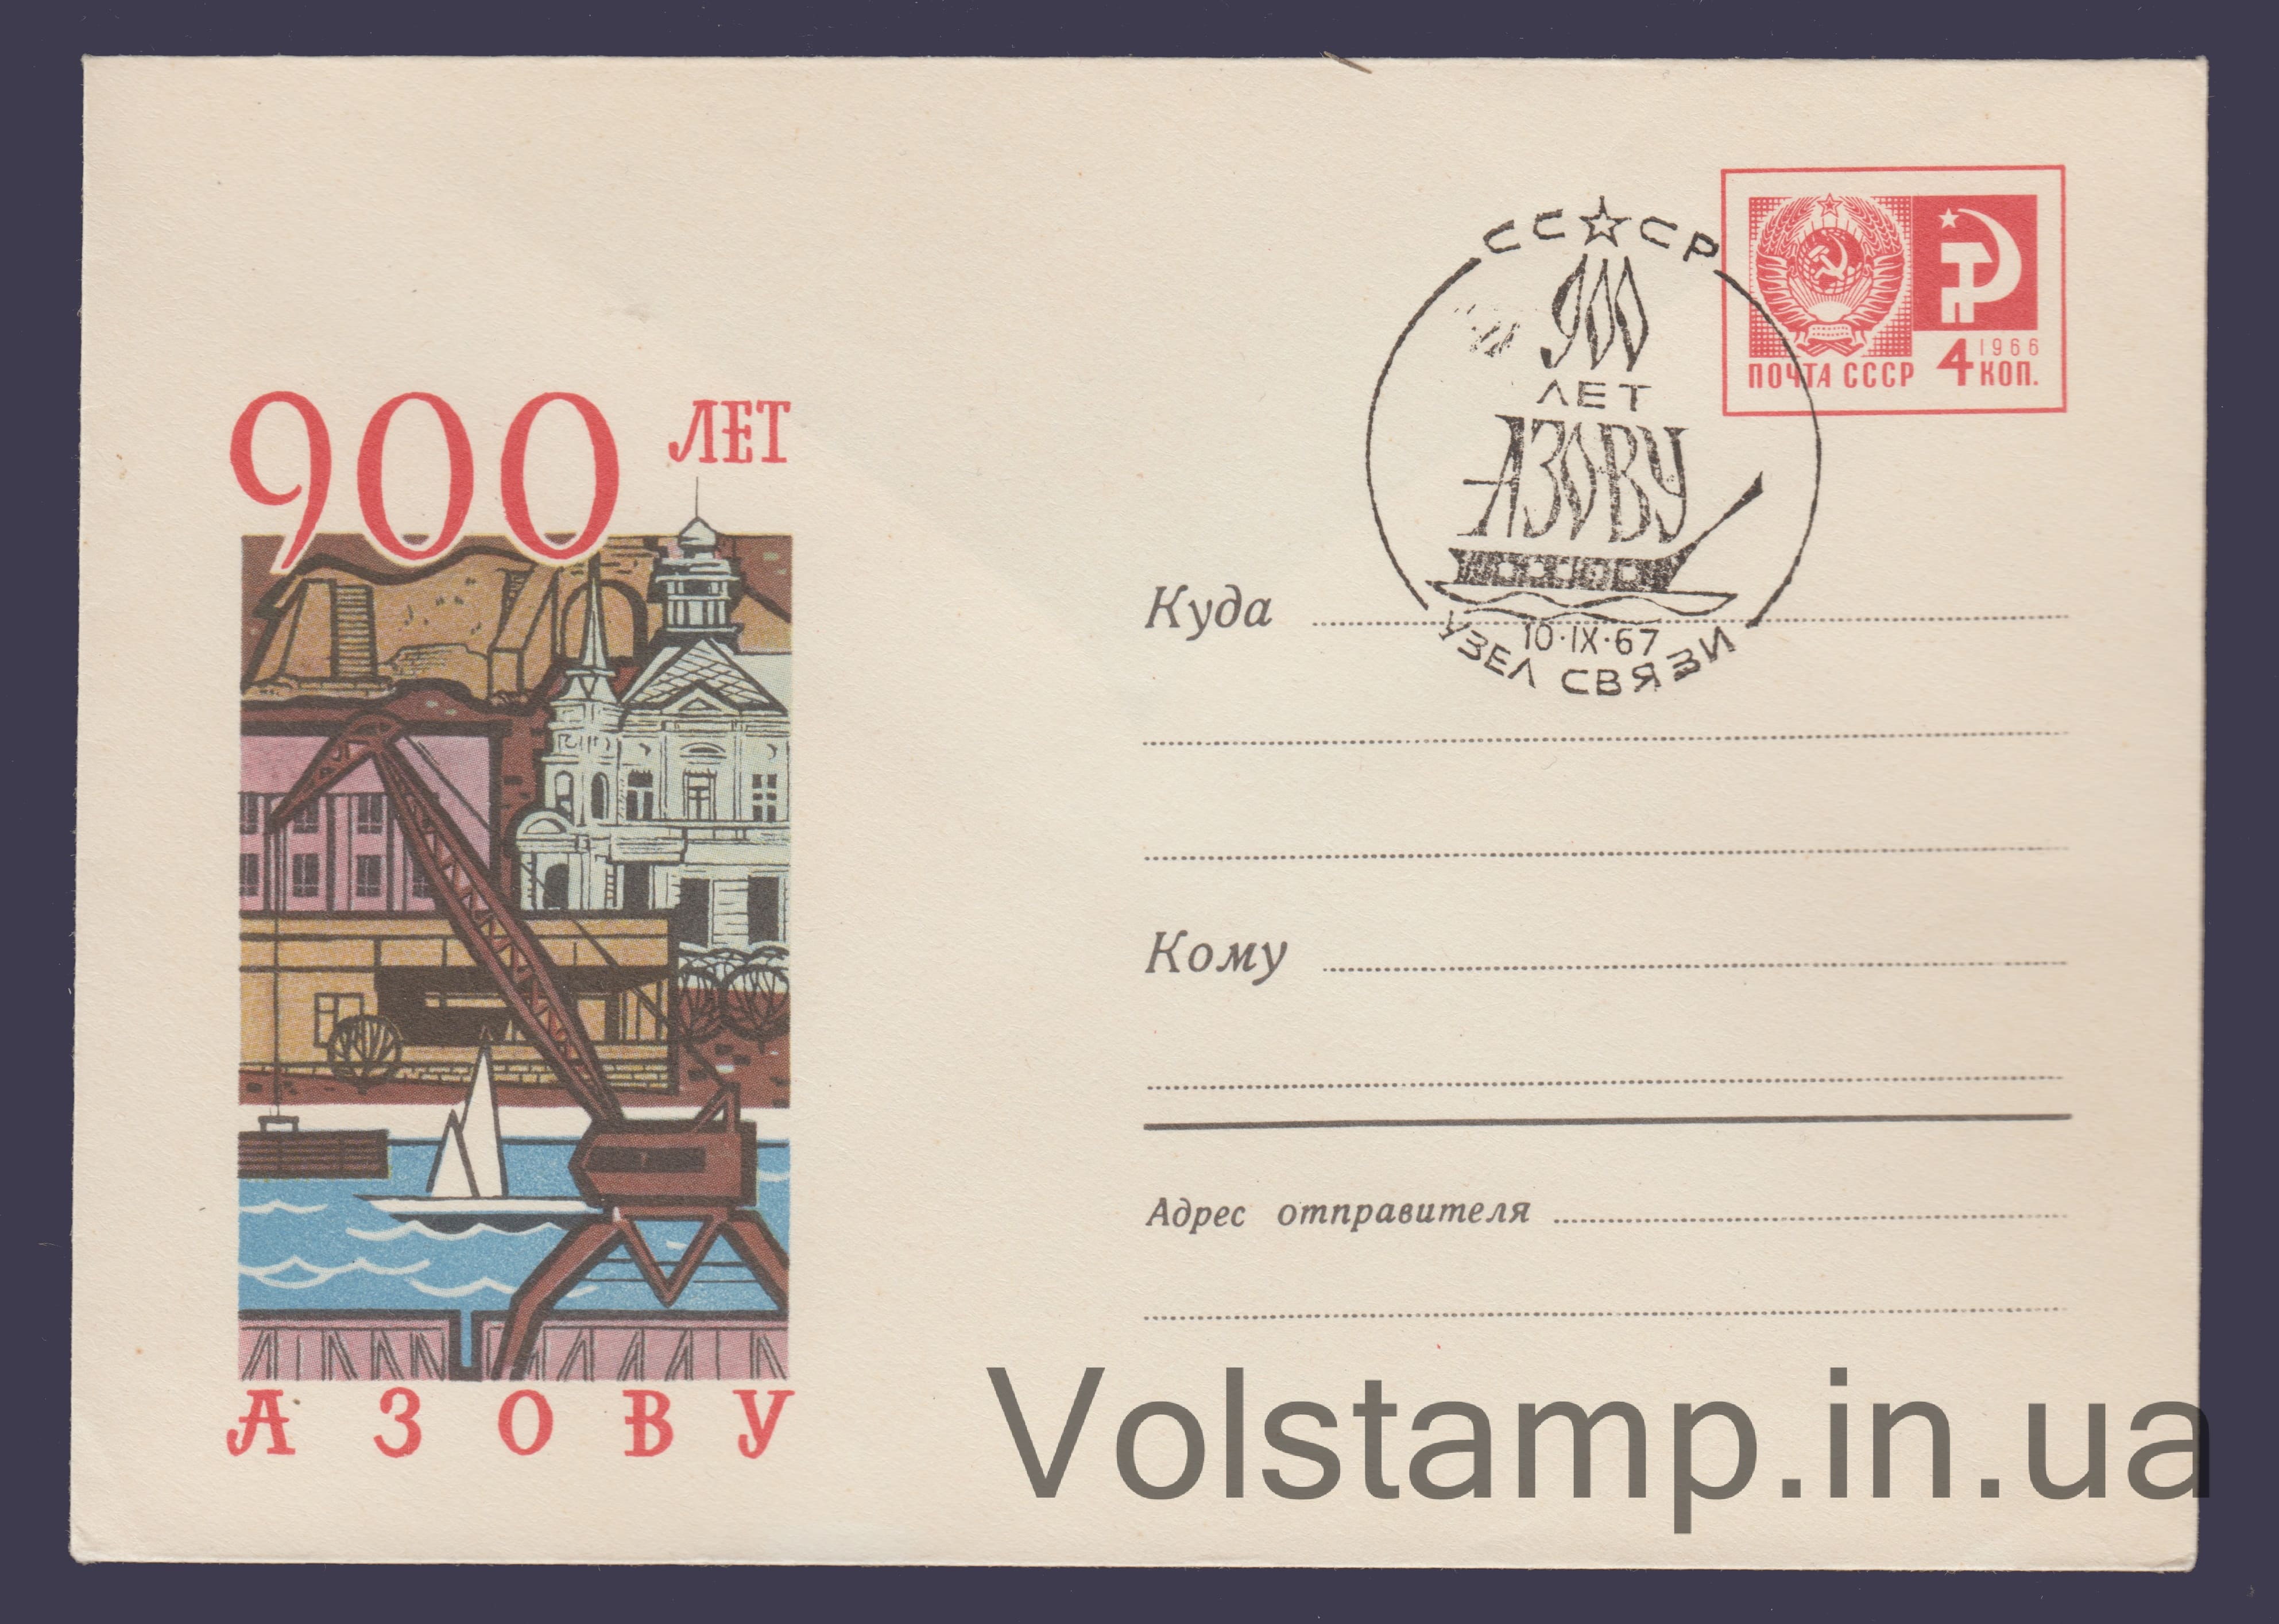 900 ЛЕТ
АЗОВУ
СССР
900
ЛЕТ
АЗОВУ
10·IX·67
УЗЕЛ СВЯЗИ
ПОЧТА СССР 4 1966 КОП.
Куда
Кому
Адрес отправителя
Volstamp.in.ua